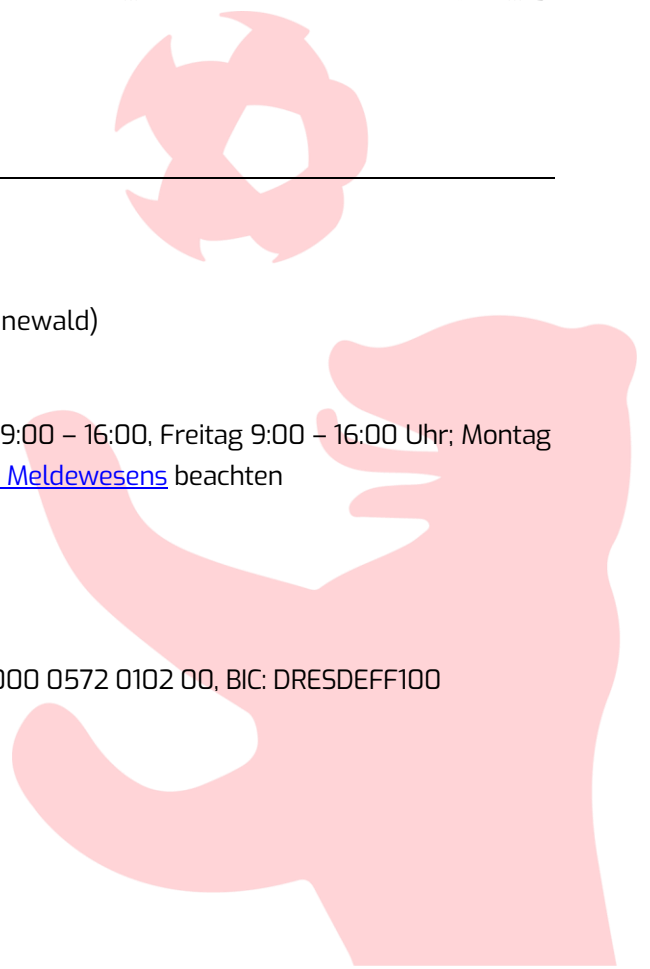 newald)
9:00 – 16:00, Freitag 9:00 – 16:00 Uhr; Montag
Meldewesens beachten
000 0572 0102 00, BIC: DRESDEFF100